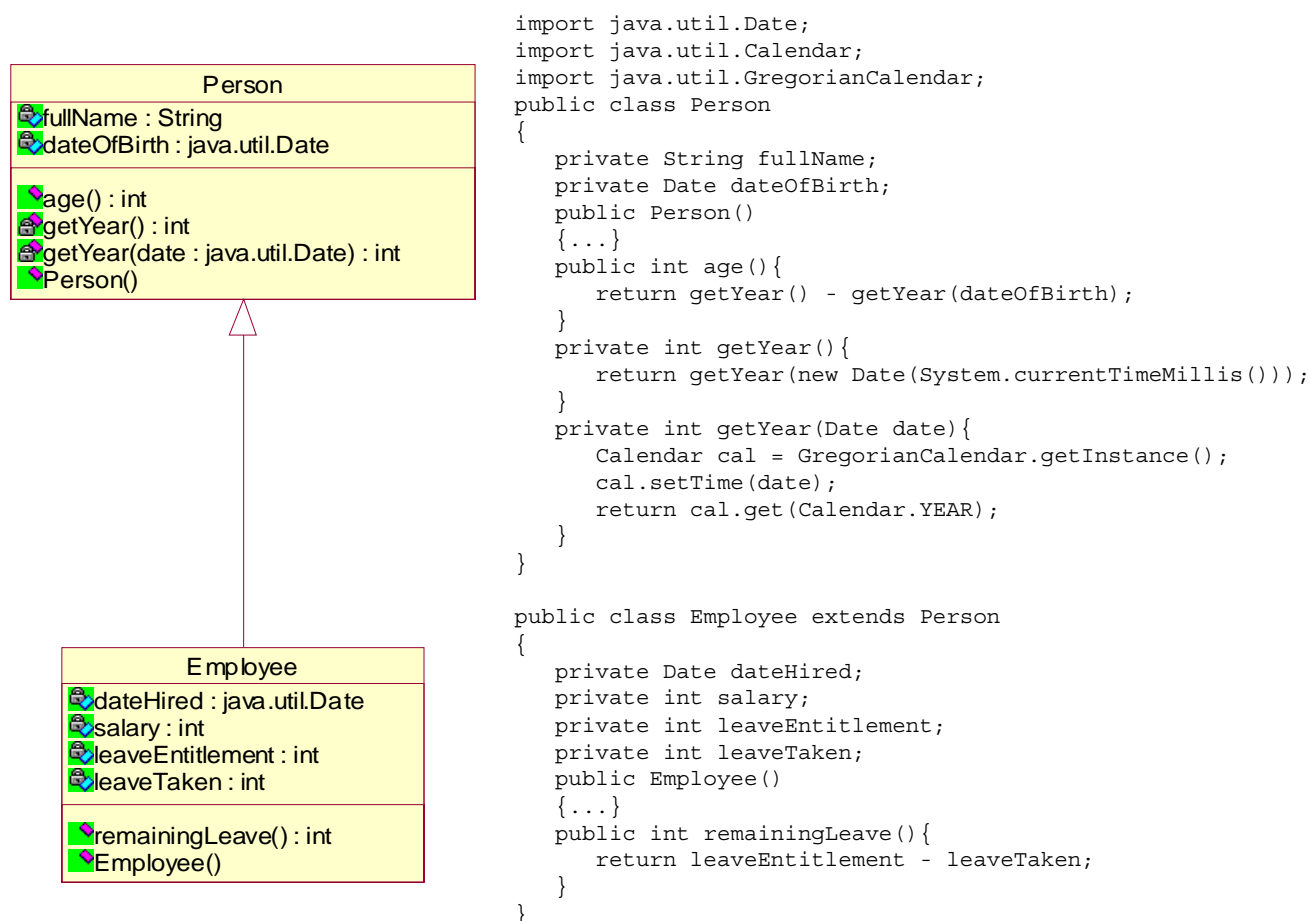 Person
fullName : String
dateOfBirth : java.util.Date
age() : int
getYear() : int
getYear(date : java.util.Date) : int
Person()
Employee
dateHired : java.util.Date
salary : int
leaveEntitlement : int
leaveTaken : int
remainingLeave() : int
Employee()
import java.util.Date;
import java.util.Calendar;
import java.util.GregorianCalendar;
public class Person
{
private String fullName;
private Date dateOfBirth;
public Person()
{...}
public int age(){
return getYear() - getYear(dateOfBirth);
}
private int getYear(){
return getYear(new Date(System.currentTimeMillis()));
}
private int getYear(Date date){
Calendar cal = GregorianCalendar.getInstance();
cal.setTime(date);
return cal.get(Calendar.YEAR);
}
}
public class Employee extends Person
{
private Date dateHired;
private int salary;
private int leaveEntitlement;
private int leaveTaken;
public Employee()
{...}
public int remainingLeave(){
return leaveEntitlement - leaveTaken;
}
}